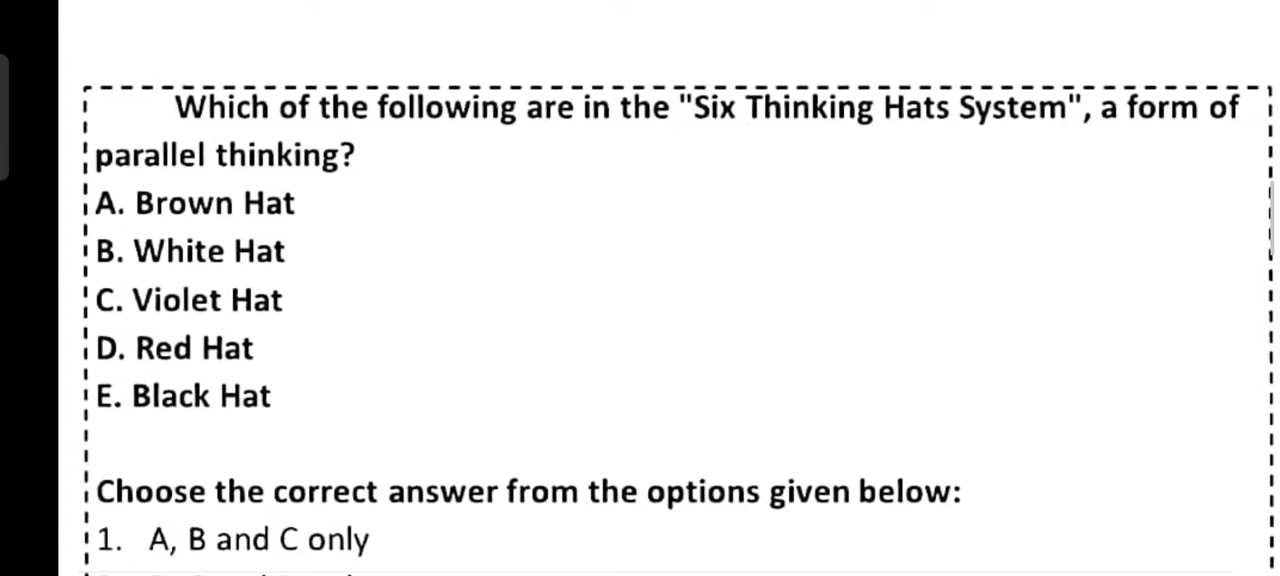 Which of the following are in the "Six Thinking Hats System", a form of
parallel thinking?
A. Brown Hat
B. White Hat
C. Violet Hat
D. Red Hat
E. Black Hat
Choose the correct answer from the options given below:
1. A, B and C only